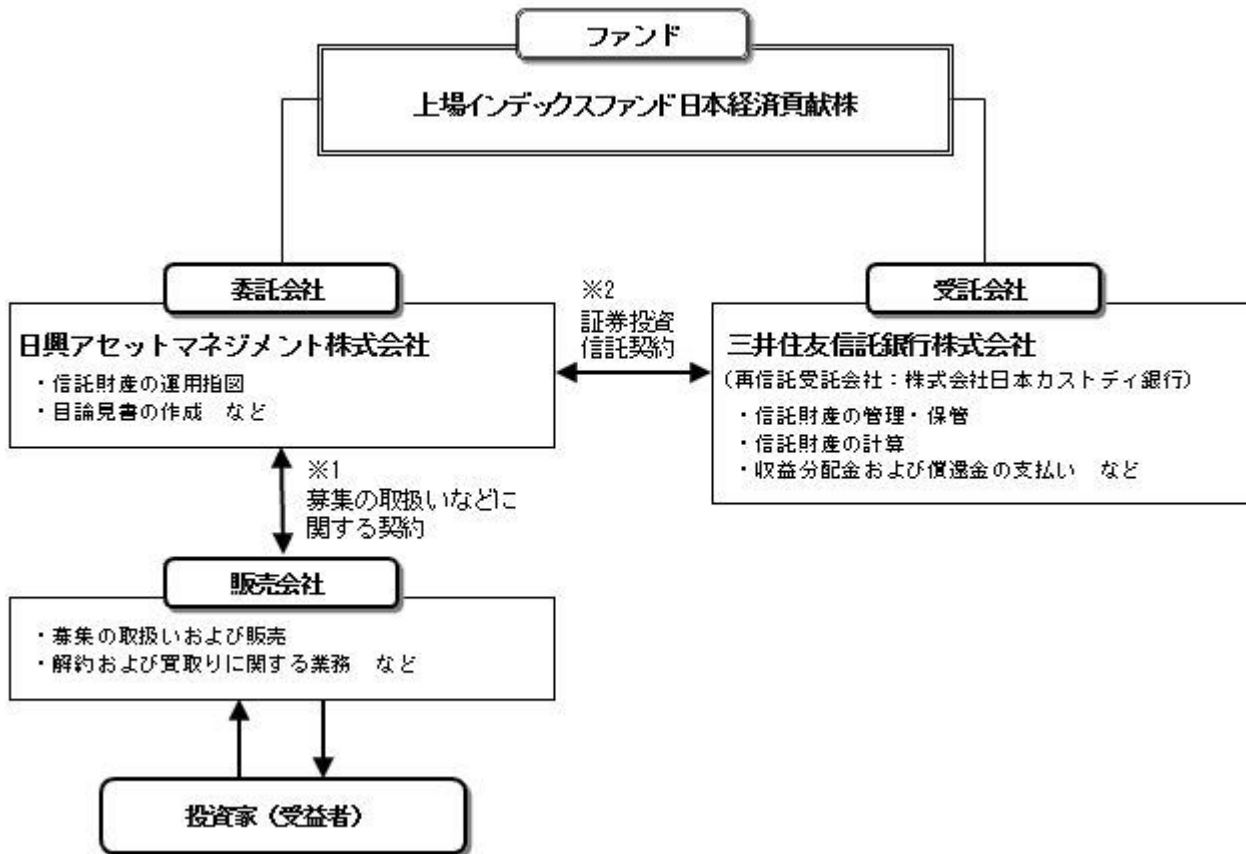 ファンド
上場インデックスファンド日本経済貢献株
委託会社
日興アセットマネジメント株式会社
・信託財産の運用指図
・目論見書の作成　など
※2
証券投資
信託契約
受託会社
三井住友信託銀行株式会社
(再信託受託会社：株式会社日本カストディ銀行)
・信託財産の管理・保管
・信託財産の計算
・収益分配金および償還金の支払い　など
※1
募集の取扱いなどに
関する契約
販売会社
・募集の取扱いおよび販売
・解約および買取りに関する業務　など
投資家（受益者）